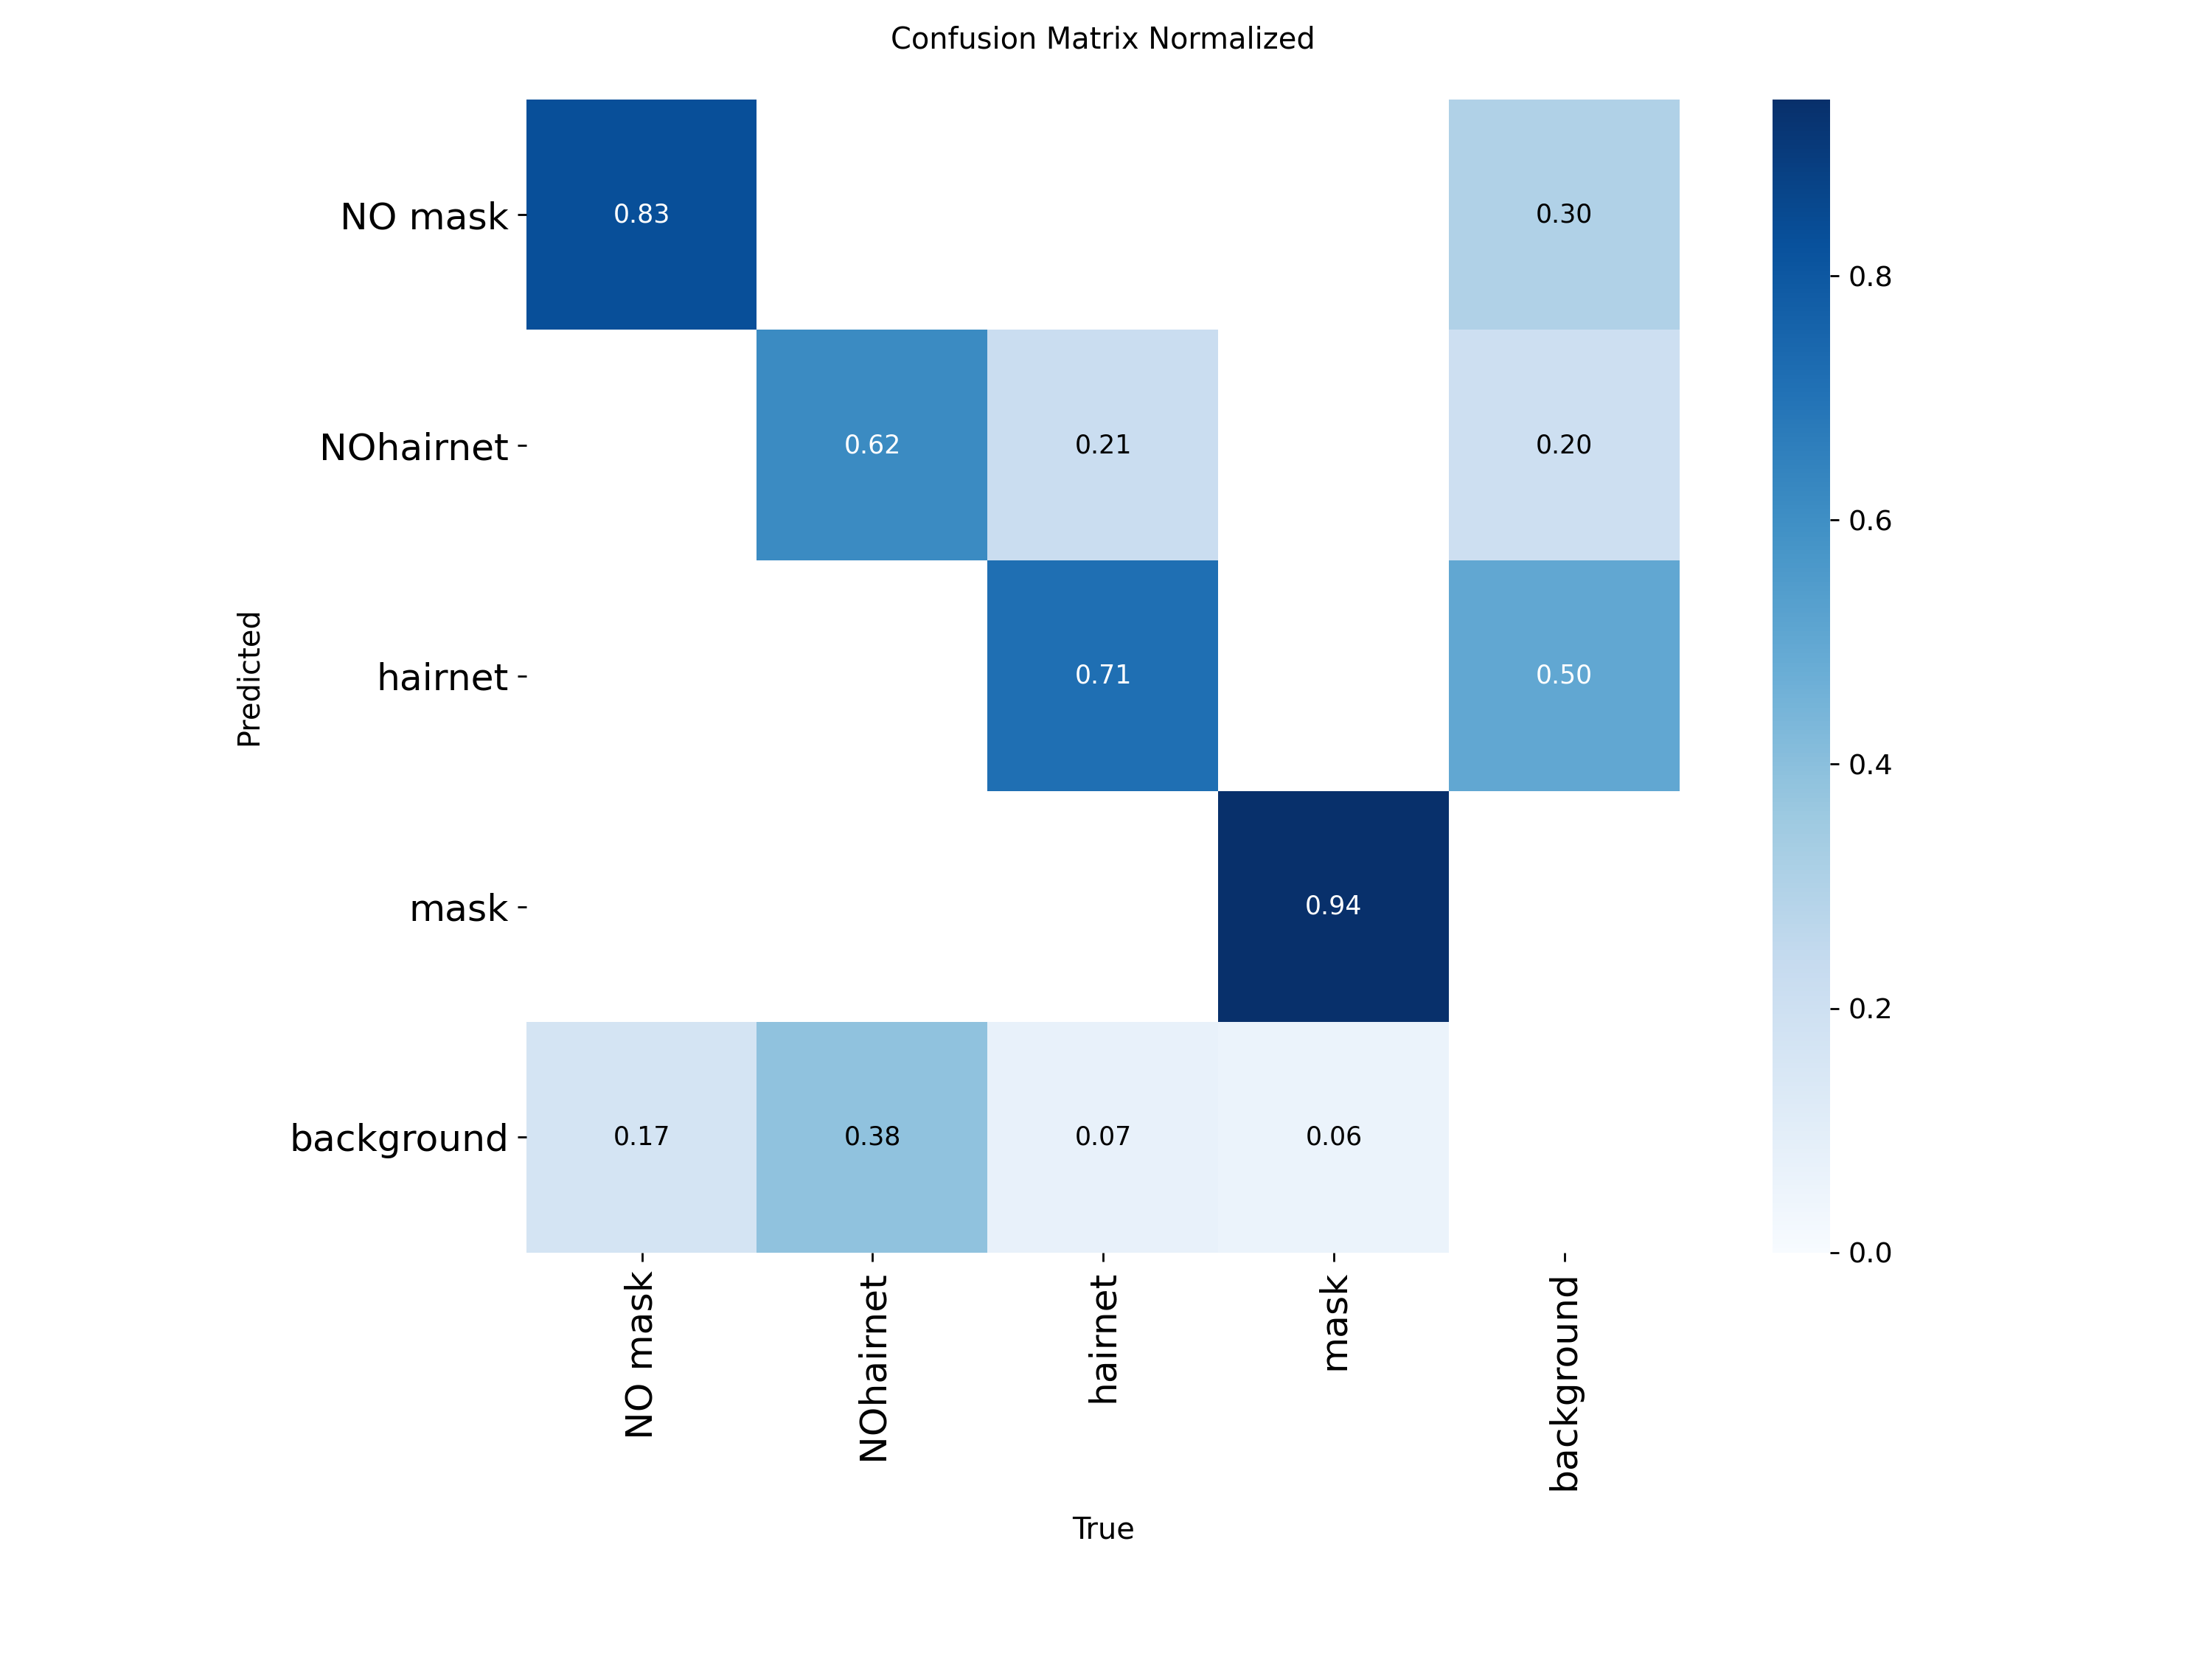 Confusion Matrix Normalized
NO mask
0.83
0.30
0.8
NOhairnet
0.62
0.21
0.20
0.6
Predicted
hairnet
0.71
0.50
0.4
mask
0.94
0.2
background
0.17
0.38
0.07
0.06
0.0
NO mask
NOhairnet
hairnet
mask
background
True